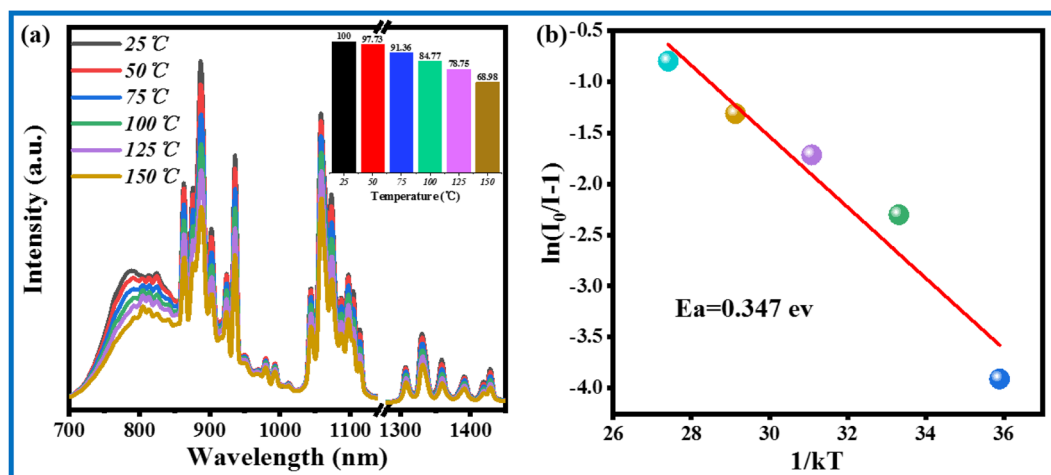 (a)
25 ℃
50 ℃
75 ℃
100 ℃
125 ℃
150 ℃
100
97.73
91.36
84.77
78.75
68.98
25 50 75 100 125 150
Temperature (℃)
Intensity (a.u.)
700 800 900 1000 1100 1300 1400
Wavelength (nm)
(b)
-0.5
-1.0
-1.5
-2.0
-2.5
-3.0
-3.5
-4.0
ln(I₀/I-1)
Ea=0.347 ev
26 28 30 32 34 36
1/kT